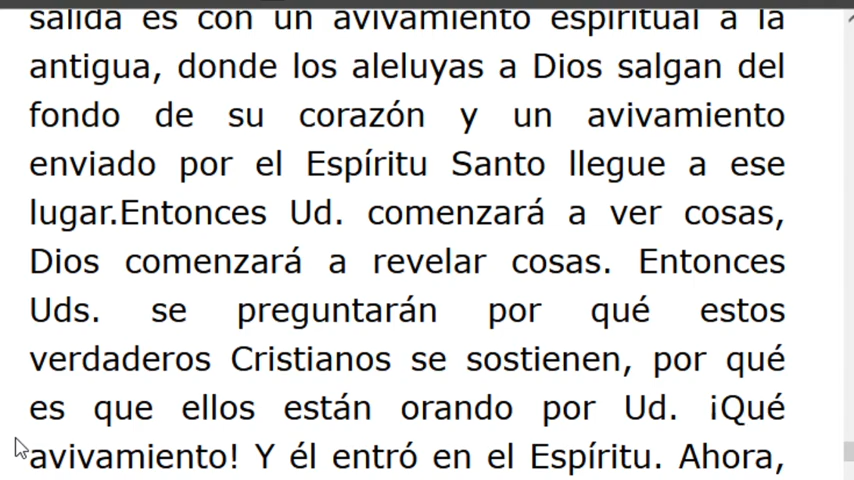 salida es con un avivamiento espiritual a la
antigua, donde los aleluyas a Dios salgan del
fondo de su corazón y un avivamiento
enviado por el Espíritu Santo llegue a ese
lugar.Entonces Ud. comenzará a ver cosas,
Dios comenzará a revelar cosas. Entonces
Uds. se preguntarán por qué estos
verdaderos Cristianos se sostienen, por qué
es que ellos están orando por Ud. ¡Qué
avivamiento! Y él entró en el Espíritu. Ahora,